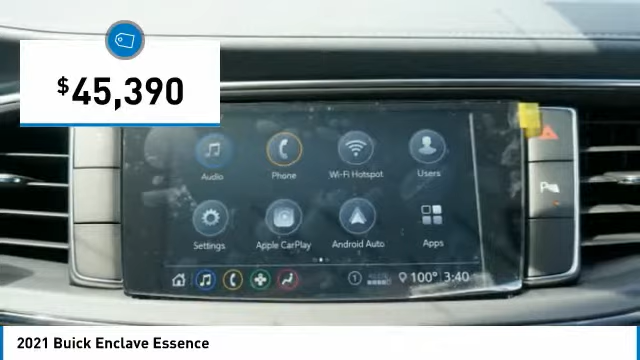 $45,390
Audio
Phone
Wi-Fi Hotspot
Users
Settings
Apple CarPlay
Android Auto
Apps
1
100° 3:40
2021 Buick Enclave Essence